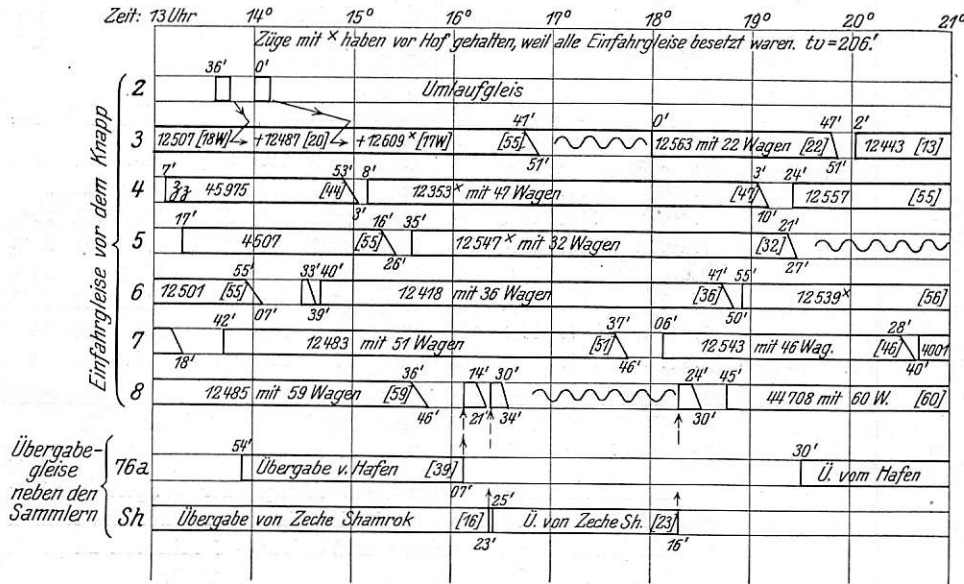 Zeit: 13 Uhr 14° 15° 16° 17° 18° 19° 20° 21°
Züge mit × haben vor Hof gehalten, weil alle Einfahrgleise besetzt waren. tv=206'.
Einfahrgleise vor dem Knapp
36' 0'
2 Umlaufgleis
41' 0' 47' 2'
3 12507 [18W] +12487 [20] +12609× [17W] [55] 12563 mit 22 Wagen [22] 12443 [13]
51' 51'
7' 53' 8' 3' 24'
4 33 45975 [44] 12353× mit 47 Wagen [47] 12557 [55]
3' 10'
17' 16' 35' 21'
5 4507 [55] 12547× mit 32 Wagen [32]
26' 27'
55' 33' 40' 41' 55'
6 12501 [55] 12418 mit 36 Wagen [36] 12539× [56]
07' 39' 50'
42' 37' 06' 28'
7 12483 mit 51 Wagen [51] 12543 mit 46 Wag. [46] 4001
18' 46' 40'
36' 14' 30' 24' 45'
8 12485 mit 59 Wagen [59] 44708 mit 60 W. [60]
46' 21' 34' 30'
Übergabe-
gleise
neben den
Sammlern
54' 30'
76a Übergabe v. Hafen [39] Ü. vom Hafen
07' 25'
Sh Übergabe von Zeche Shamrok [16] Ü. von Zeche Sh. [23]
23' 16'